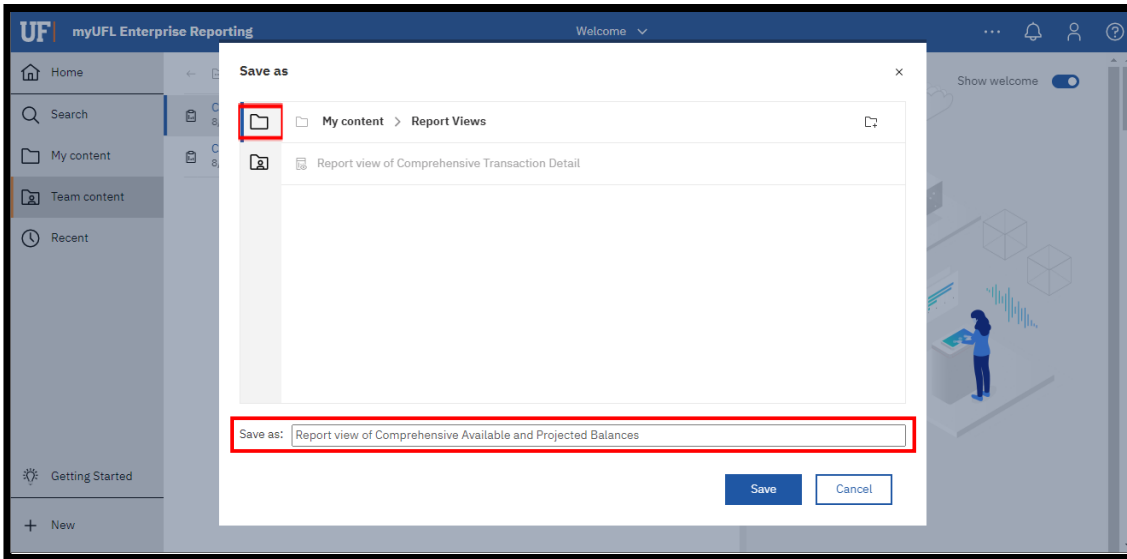 UF myUFL Enterprise Reporting Welcome
Home
Search
My content
Team content
Recent
Getting Started
+ New
Show welcome
Save as
My content > Report Views
Report view of Comprehensive Transaction Detail
Save as: Report view of Comprehensive Available and Projected Balances
Save Cancel